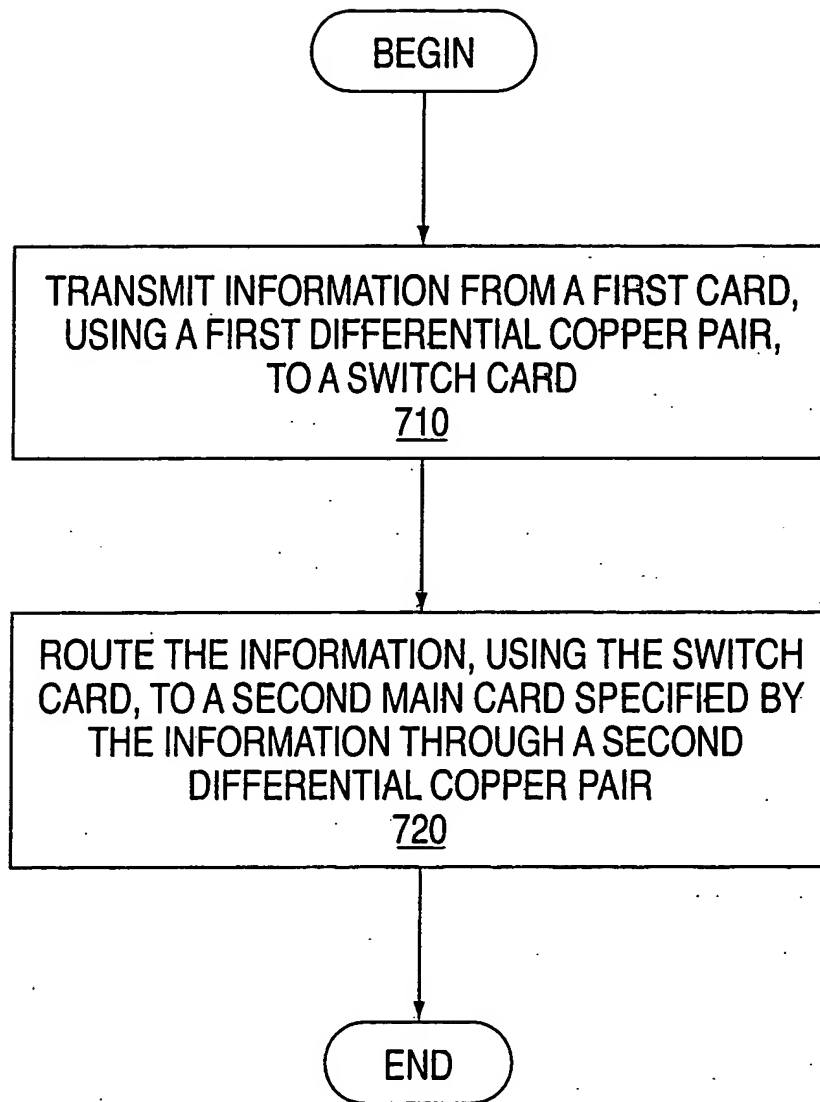 BEGIN
TRANSMIT INFORMATION FROM A FIRST CARD,
USING A FIRST DIFFERENTIAL COPPER PAIR,
TO A SWITCH CARD
710
ROUTE THE INFORMATION, USING THE SWITCH
CARD, TO A SECOND MAIN CARD SPECIFIED BY
THE INFORMATION THROUGH A SECOND
DIFFERENTIAL COPPER PAIR
720
END